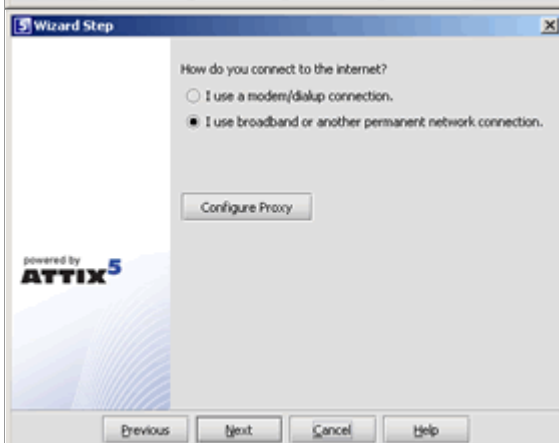 5 Wizard Step
How do you connect to the internet?
I use a modem/dialup connection.
I use broadband or another permanent network connection.
Configure Proxy
powered by
ATTIX5
Previous Next Cancel Help